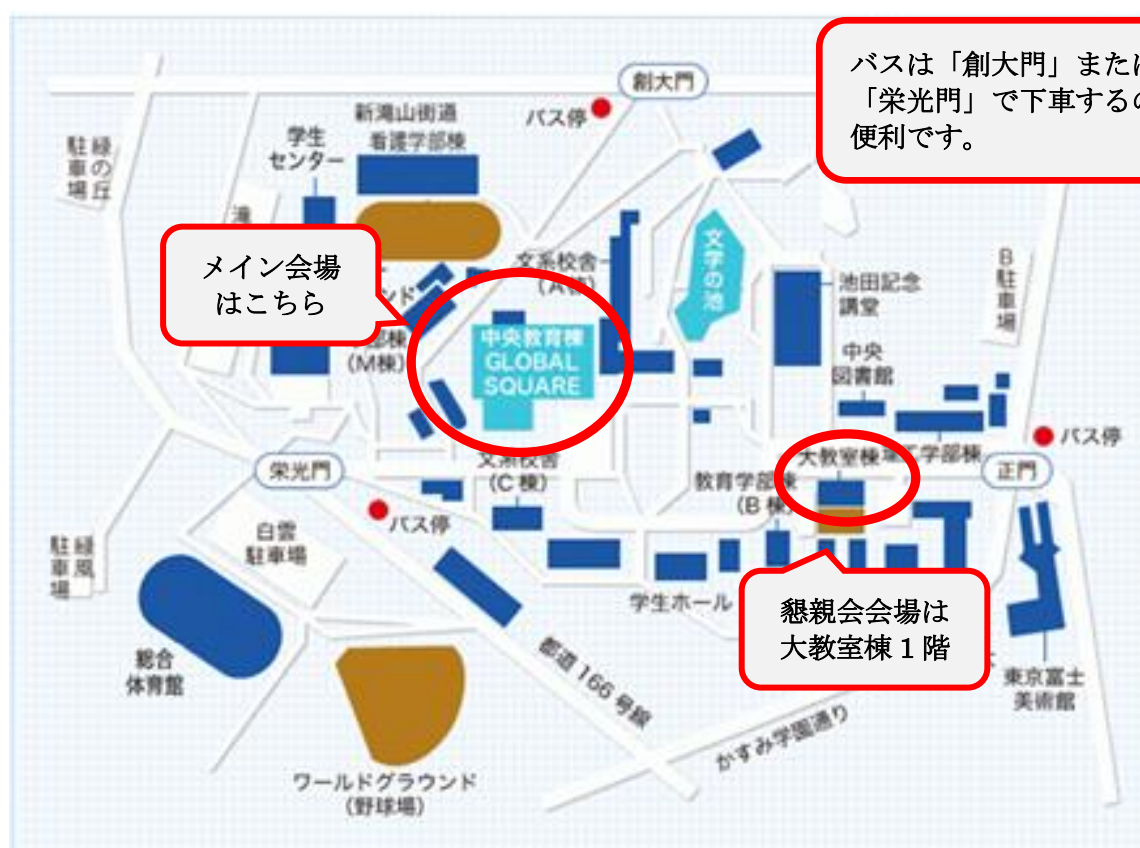 バスは「創大門」または
「栄光門」で下車するの
便利です。
創大門
バス停
新滝山街道
看護学部棟
学生
センター
緑の丘
駐車場
滝
メイン会場
はこちら
文系校舎
(A棟)
文学の池
池田記念
講堂
B駐車場
ンド
部棟
(M棟)
中央教育棟
GLOBAL
SQUARE
中央
図書館
バス停
大教室棟
理工学部棟
正門
栄光門
文系校舎
(C棟)
教育学部棟
(B棟)
バス停
白雲
駐車場
緑風
駐車場
学生ホール
懇親会会場は
大教室棟1階
総合
体育館
都道166号線
東京富士
美術館
かすみ学園通り
ワールドグラウンド
(野球場)